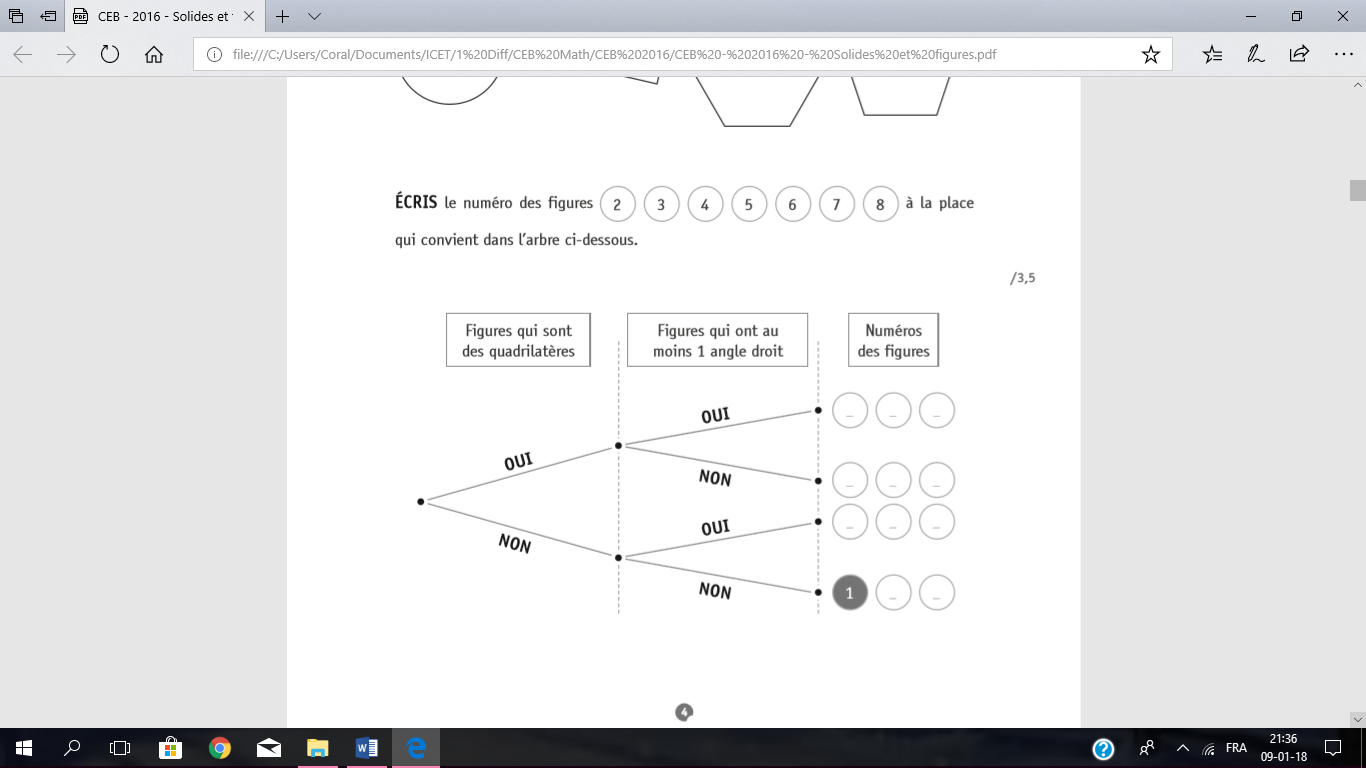 CEB - 2016 - Solides et
file:///C:/Users/Coral/Documents/ICET/1%20Diff/CEB%20Math/CEB%202016/CEB%20-%202016%20-%20Solides%20et%20figures.pdf
ÉCRIS le numéro des figures 2 3 4 5 6 7 8 à la place
qui convient dans l'arbre ci-dessous.
/3,5
Figures qui sont
des quadrilatères
Figures qui ont au
moins 1 angle droit
Numéros
des figures
OUI
_ _ _
OUI
NON
_ _ _
OUI
_ _ _
NON
NON
1 _ _
4
FRA
21:36
09-01-18